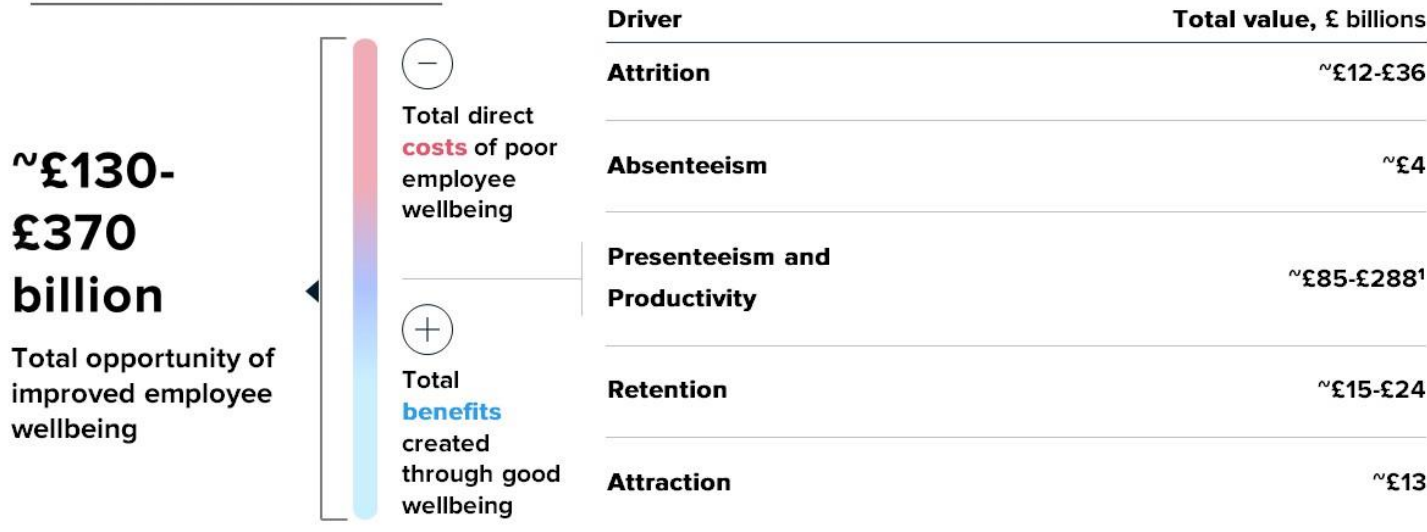 ~£130-
£370
billion
Total opportunity of
improved employee
wellbeing
−
Total direct
costs of poor
employee
wellbeing
+
Total
benefits
created
through good
wellbeing
Driver Total value, £ billions
Attrition ~£12-£36
Absenteeism ~£4
Presenteeism and
Productivity ~£85-£288¹
Retention ~£15-£24
Attraction ~£13